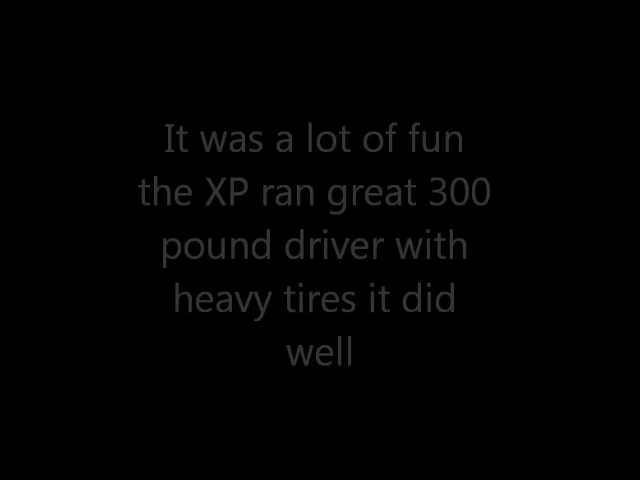 It was a lot of fun
the XP ran great 300
pound driver with
heavy tires it did
well